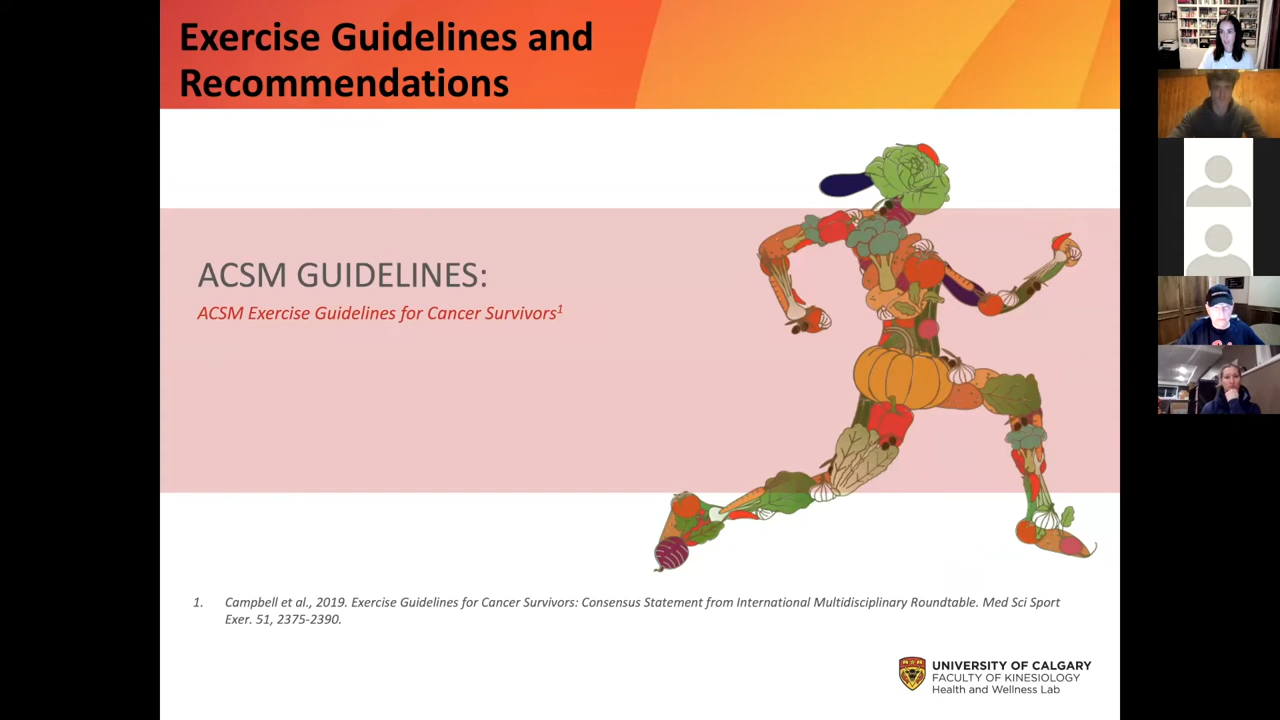 Exercise Guidelines and
Recommendations
ACSM GUIDELINES:
ACSM Exercise Guidelines for Cancer Survivors1
1. Campbell et al., 2019. Exercise Guidelines for Cancer Survivors: Consensus Statement from International Multidisciplinary Roundtable. Med Sci Sport
Exer. 51, 2375-2390.
UNIVERSITY OF CALGARY
FACULTY OF KINESIOLOGY
Health and Wellness Lab